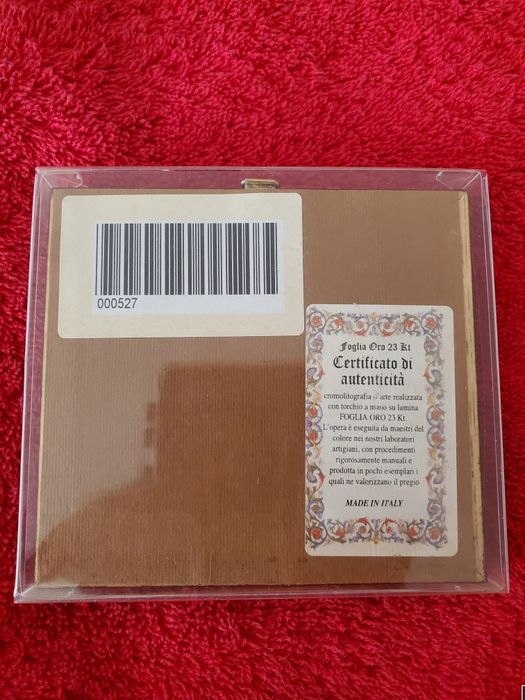 000527
Foglia Oro 23 Kt
Certificato di
autenticità
cromolitografia d'arte realizzata
con torchio a mano su lamina
FOGLIA ORO 23 Kt.
L'opera è eseguita da maestri del
colore nei nostri laboratori
artigiani, con procedimenti
rigorosamente manuali e
prodotta in pochi esemplari i
quali ne valorizzano il pregio
MADE IN ITALY